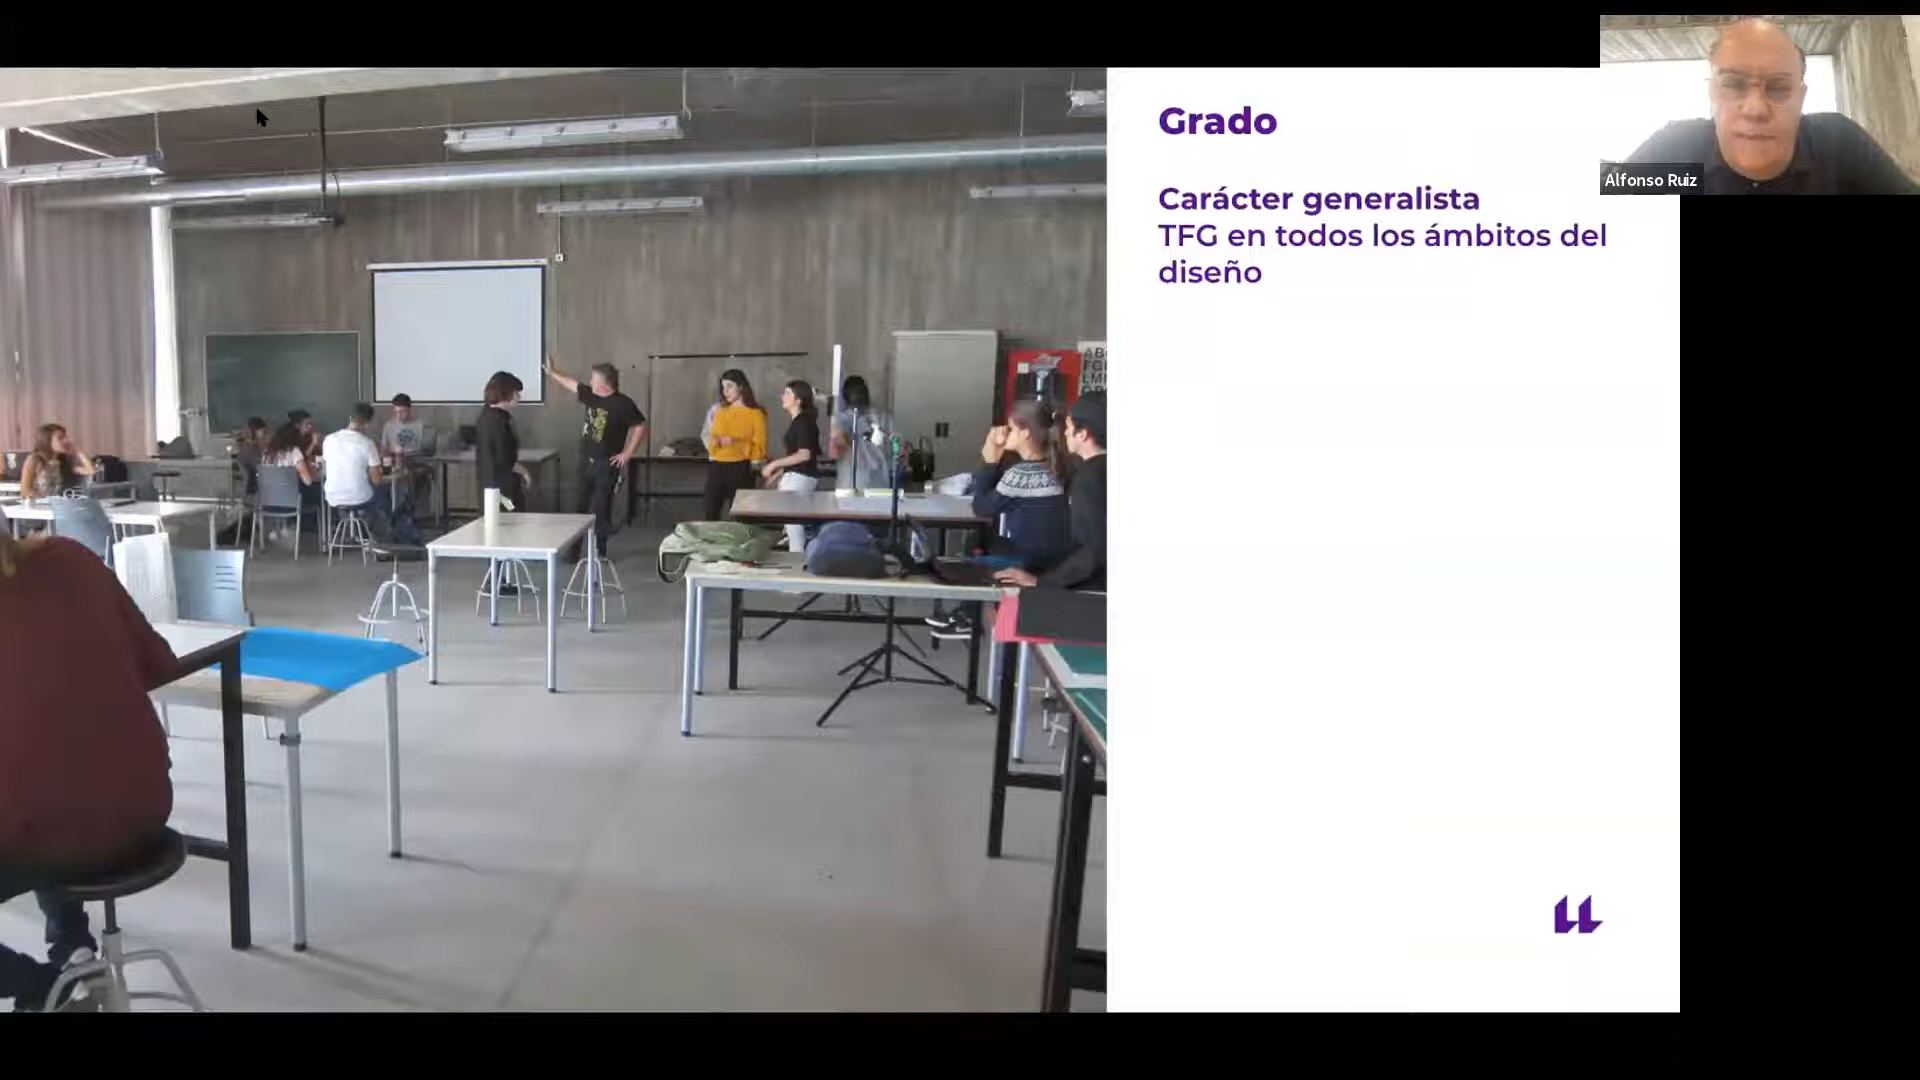 Grado
Carácter generalista
TFG en todos los ámbitos del
diseño
Alfonso Ruiz